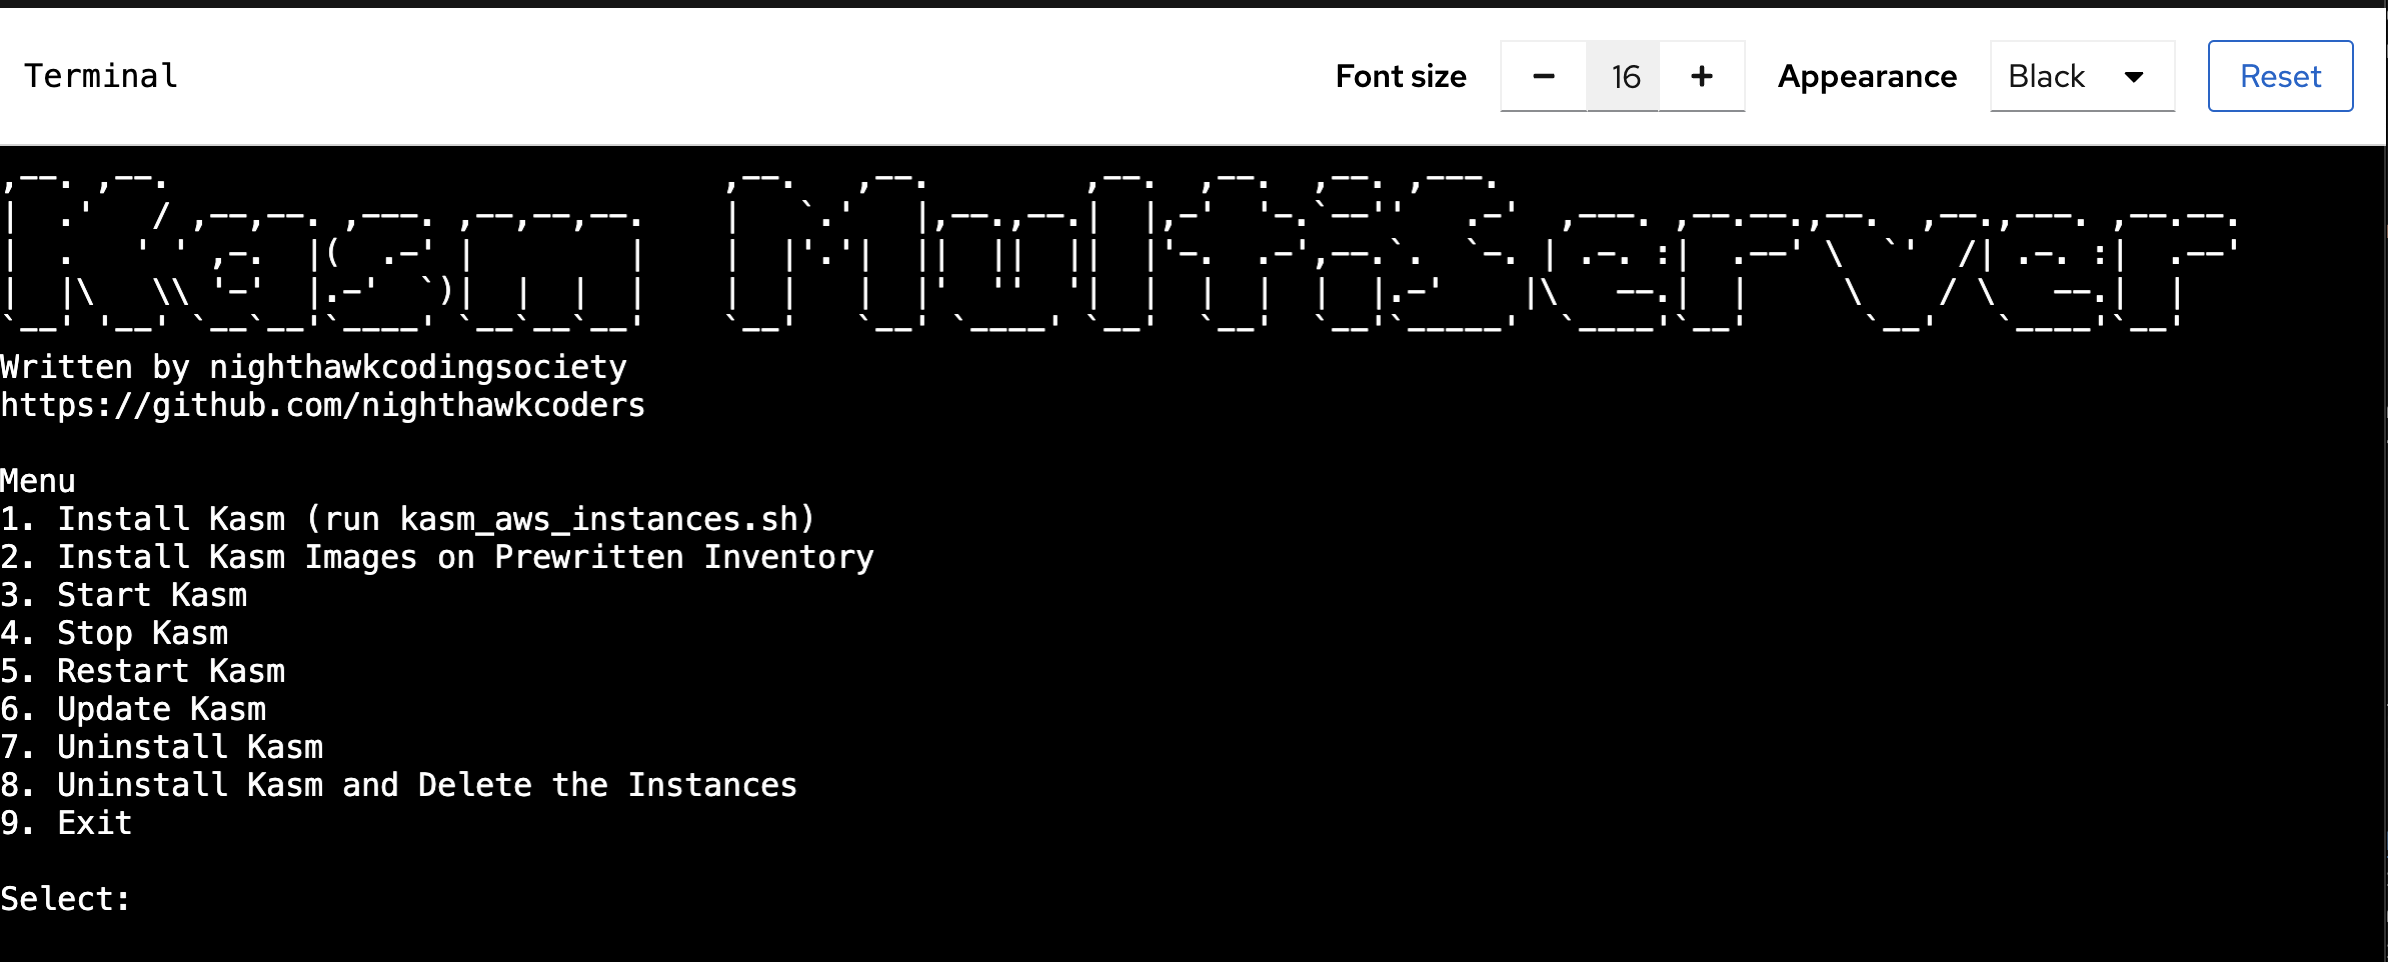 Terminal Font size − 16 + Appearance Black Reset
Kasm MultiServer
Written by nighthawkcodingsociety
https://github.com/nighthawkcoders
Menu
1. Install Kasm (run kasm_aws_instances.sh)
2. Install Kasm Images on Prewritten Inventory
3. Start Kasm
4. Stop Kasm
5. Restart Kasm
6. Update Kasm
7. Uninstall Kasm
8. Uninstall Kasm and Delete the Instances
9. Exit
Select: